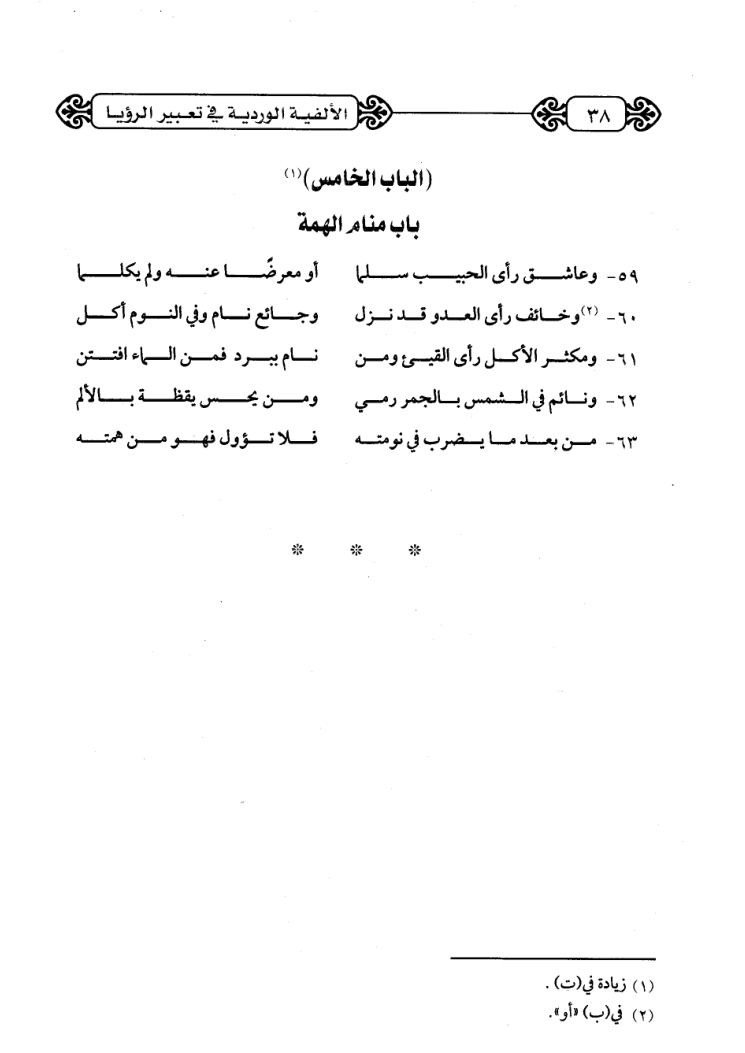 ٣٨ الألفية الوردية في تعبير الرؤيا
(الباب الخامس)(١)
باب منام الهمة
٥٩- وعاشق رأى الحبيب سلما أو معرضًا عنه ولم يكلما
٦٠- (٢)وخائف رأى العدو قد نزل وجائع نام وفي النوم أكل
٦١- ومكثر الأكل رأى القيئ ومن نام ببرد فمن الماء افتتن
٦٢- ونائم في الشمس بالجمر رمي ومن يحس يقظة بالألم
٦٣- من بعد ما يضرب في نومته فلا تؤول فهو من همته
* * *
(١) زيادة في(ت) .
(٢) في(ب) «أو».